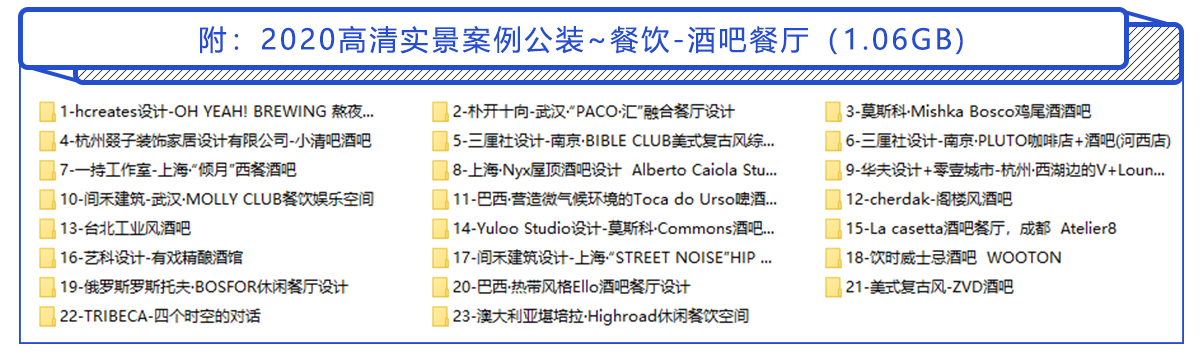 附：2020高清实景案例公装~餐饮-酒吧餐厅（1.06GB）
1-hcreates设计-OH YEAH! BREWING 熬夜...
2-朴开十向-武汉·“PACO·汇”融合餐厅设计
3-莫斯科·Mishka Bosco鸡尾酒酒吧
4-杭州叕子装饰家居设计有限公司-小清吧酒吧
5-三厘社设计-南京·BIBLE CLUB美式复古风综...
6-三厘社设计-南京·PLUTO咖啡店+酒吧(河西店)
7-一持工作室-上海·“倾月”西餐酒吧
8-上海·Nyx屋顶酒吧设计  Alberto Caiola Stu...
9-华夫设计+零壹城市-杭州·西湖边的V+Loun...
10-间禾建筑-武汉·MOLLY CLUB餐饮娱乐空间
11-巴西·营造微气候环境的Toca do Urso啤酒...
12-cherdak-阁楼风酒吧
13-台北工业风酒吧
14-Yuloo Studio设计-莫斯科·Commons酒吧...
15-La casetta酒吧餐厅，成都  Atelier8
16-艺科设计-有戏精酿酒馆
17-间禾建筑设计-上海·“STREET NOISE”HIP ...
18-饮时威士忌酒吧  WOOTON
19-俄罗斯罗斯托夫·BOSFOR休闲餐厅设计
20-巴西·热带风格Ello酒吧餐厅设计
21-美式复古风-ZVD酒吧
22-TRIBECA-四个时空的对话
23-澳大利亚堪培拉·Highroad休闲餐饮空间